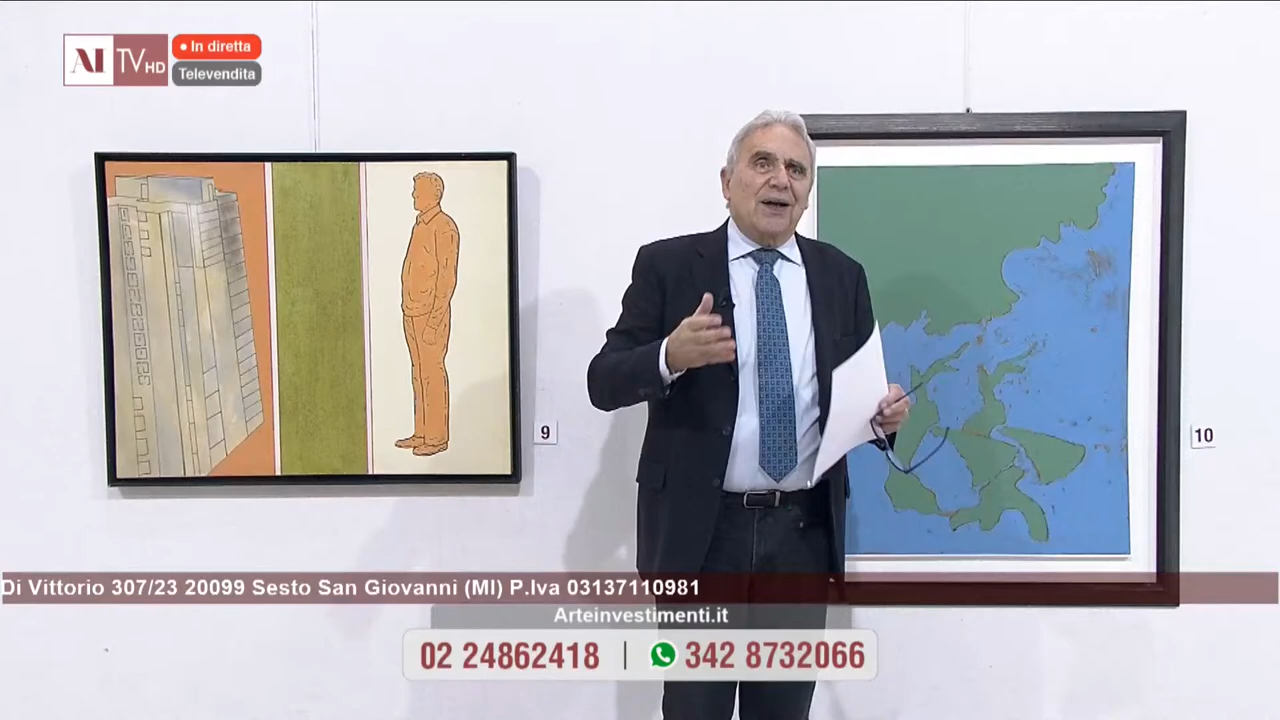 AI TV HD
• In diretta
Televendita
9
10
Di Vittorio 307/23 20099 Sesto San Giovanni (MI) P.Iva 03137110981
Arteinvestimenti.it
02 24862418 | 342 8732066